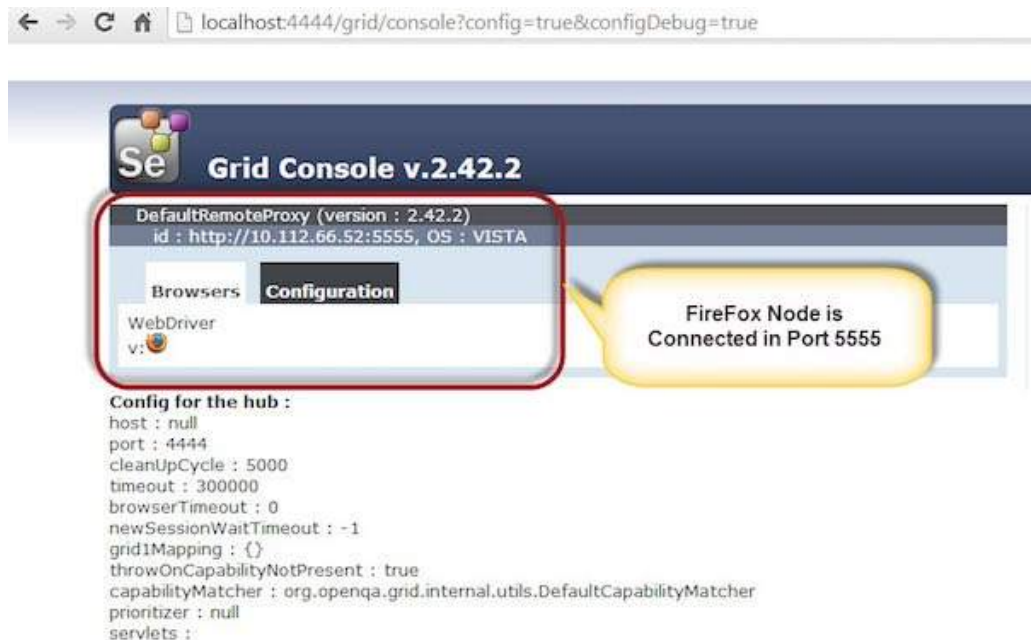 localhost:4444/grid/console?config=true&configDebug=true
Se
Grid Console v.2.42.2
DefaultRemoteProxy (version : 2.42.2)
id : http://10.112.66.52:5555, OS : VISTA
Browsers Configuration
WebDriver
v:
FireFox Node is
Connected in Port 5555
Config for the hub :
host : null
port : 4444
cleanUpCycle : 5000
timeout : 300000
browserTimeout : 0
newSessionWaitTimeout : -1
grid1Mapping : {}
throwOnCapabilityNotPresent : true
capabilityMatcher : org.openqa.grid.internal.utils.DefaultCapabilityMatcher
prioritizer : null
servlets :